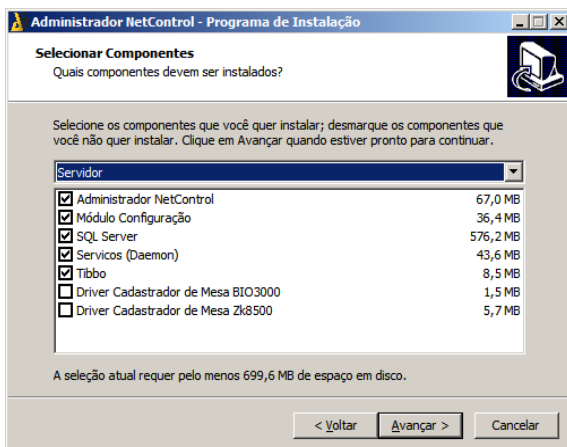 Administrador NetControl - Programa de Instalação
Selecionar Componentes
Quais componentes devem ser instalados?
Selecione os componentes que você quer instalar; desmarque os componentes que
você não quer instalar. Clique em Avançar quando estiver pronto para continuar.
Servidor
Administrador NetControl 67,0 MB
Módulo Configuração 36,4 MB
SQL Server 576,2 MB
Servicos (Daemon) 43,6 MB
Tibbo 8,5 MB
Driver Cadastrador de Mesa BIO3000 1,5 MB
Driver Cadastrador de Mesa Zk8500 5,7 MB
A seleção atual requer pelo menos 699,6 MB de espaço em disco.
< Voltar Avançar > Cancelar